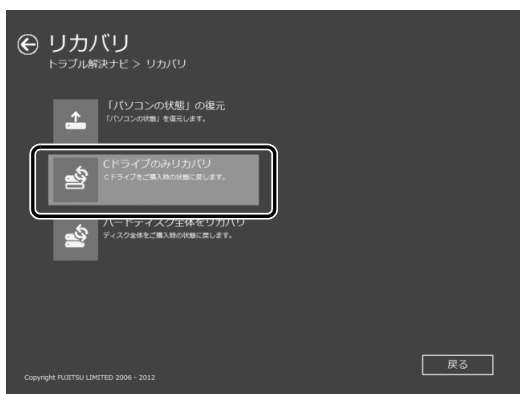 リカバリ
トラブル解決ナビ > リカバリ
「パソコンの状態」の復元
「パソコンの状態」を復元します。
Cドライブのみリカバリ
Cドライブをご購入時の状態に戻します。
ハードディスク全体をリカバリ
ディスク全体をご購入時の状態に戻します。
戻る
Copyright FUJITSU LIMITED 2006 - 2012